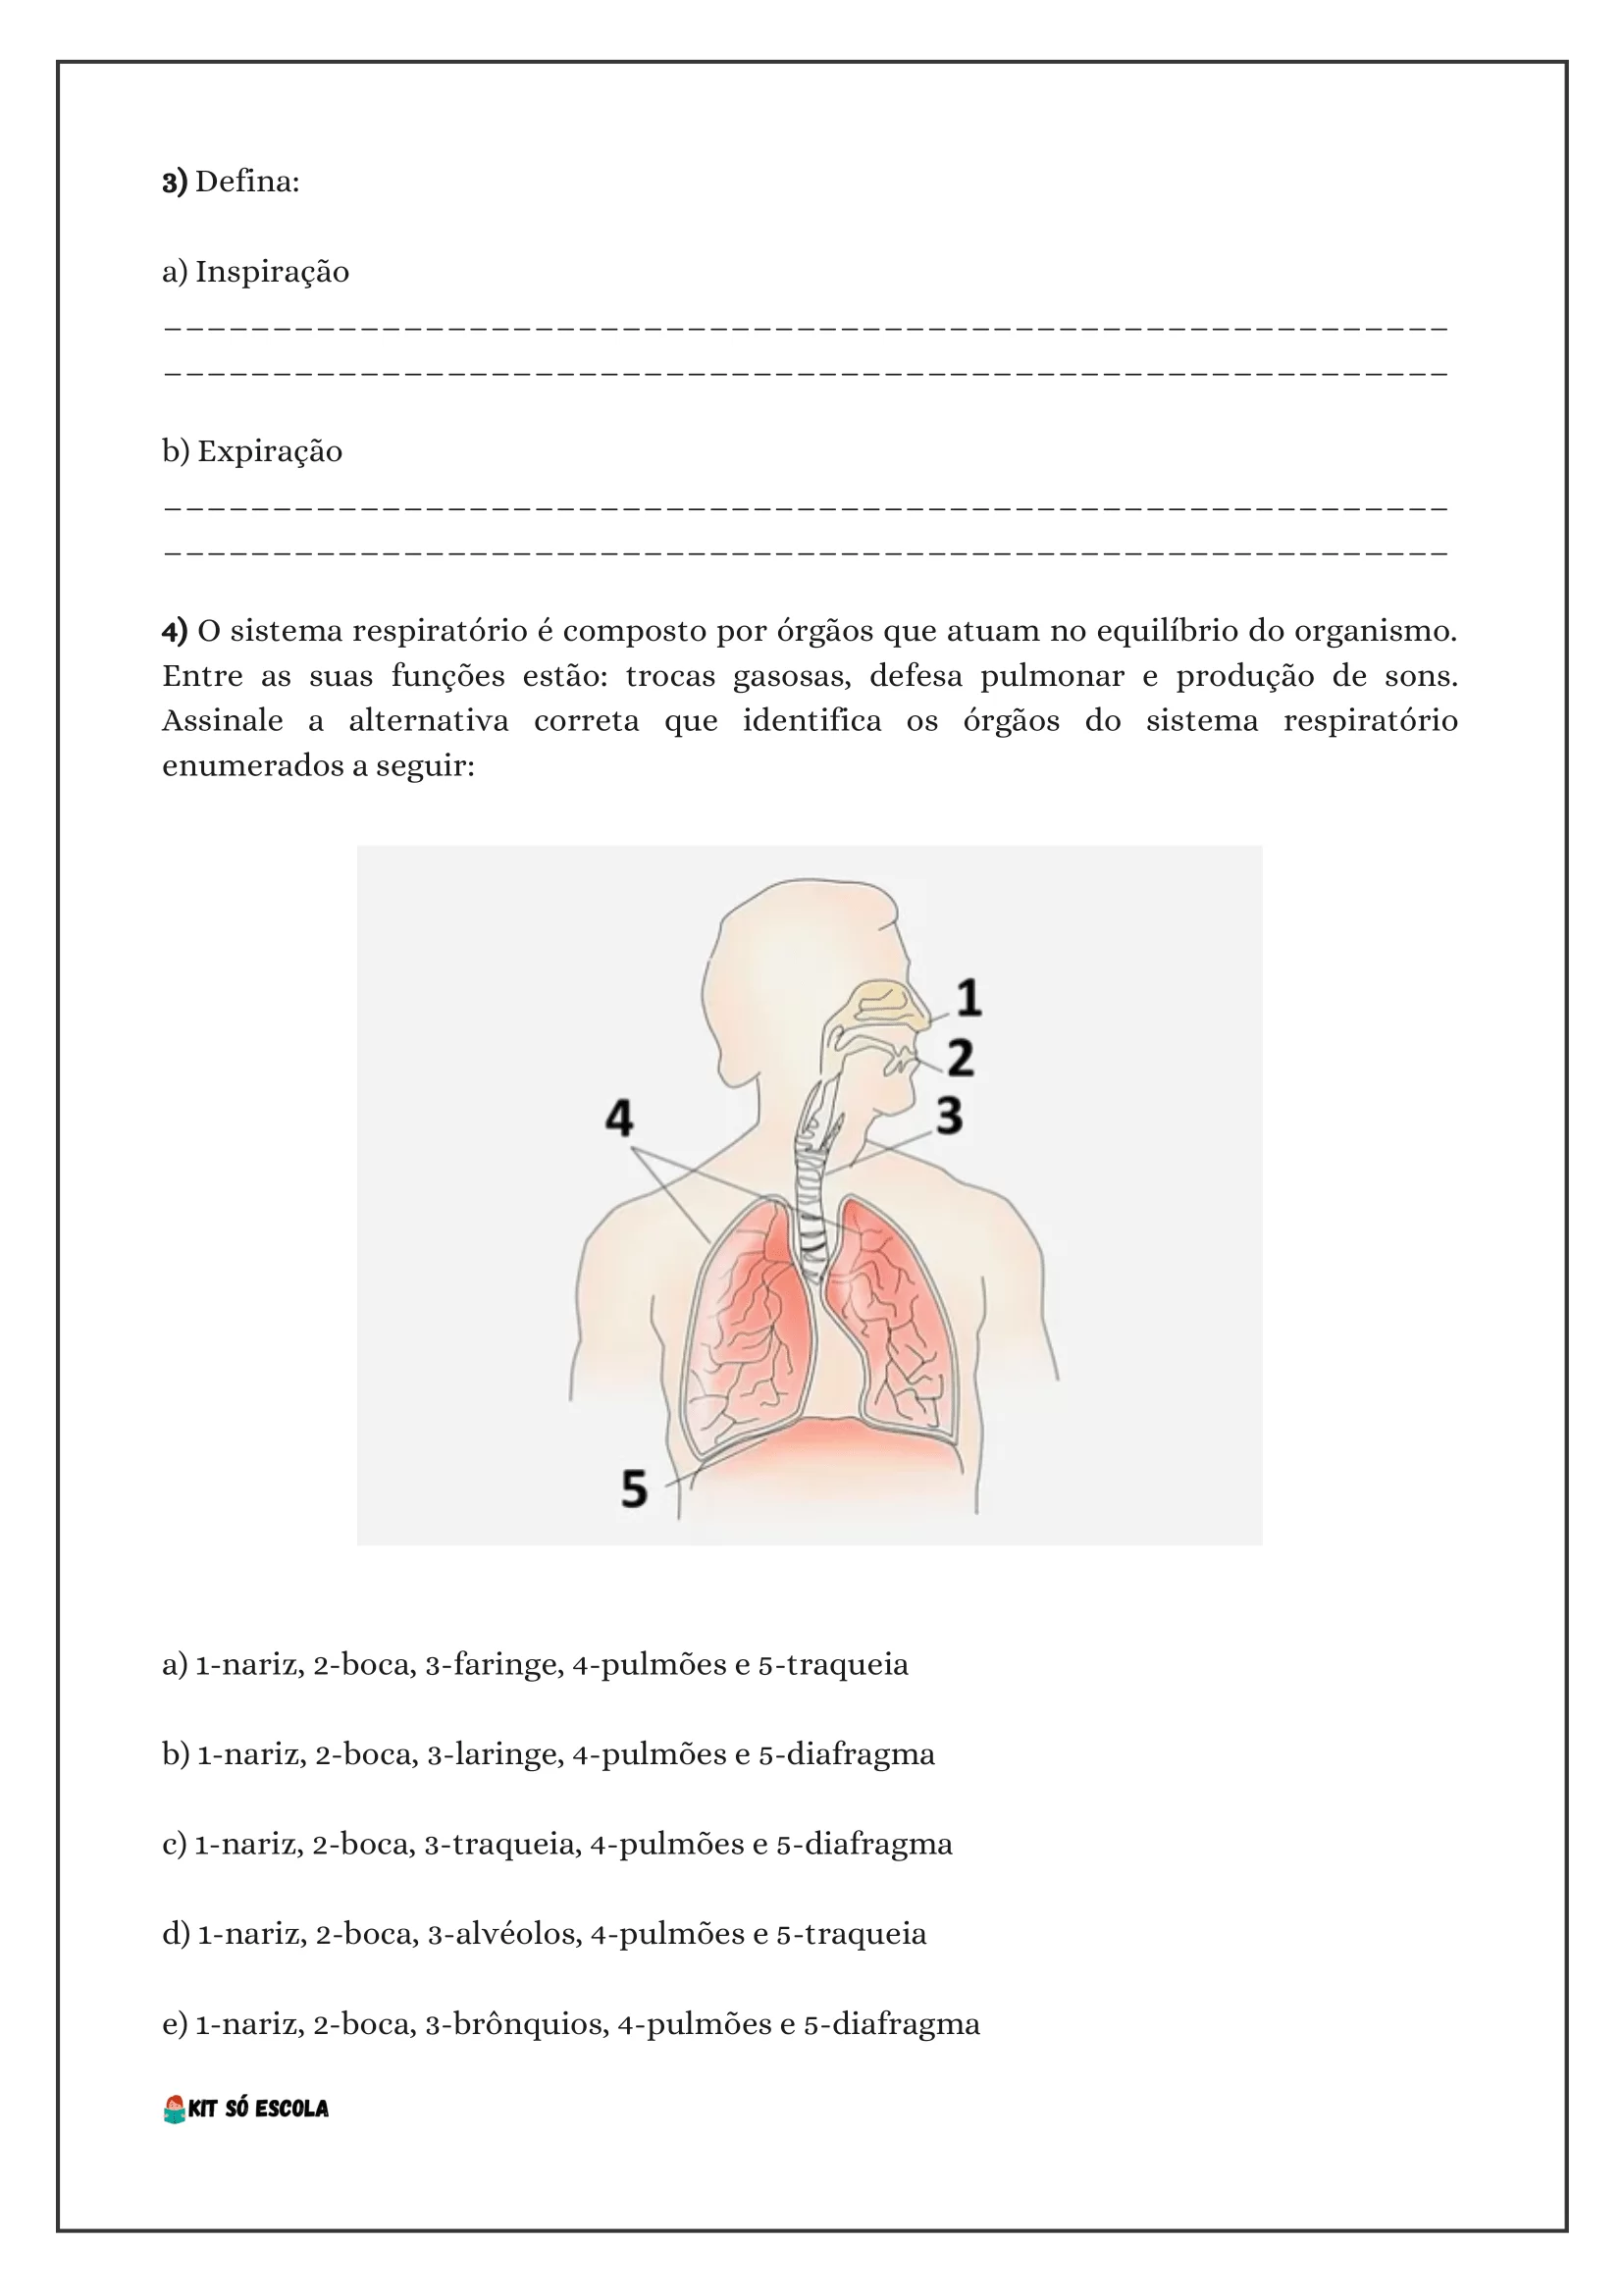 3) Defina:
a) Inspiração
___________________________________________________________
___________________________________________________________
b) Expiração
___________________________________________________________
___________________________________________________________
4) O sistema respiratório é composto por órgãos que atuam no equilíbrio do organismo.
Entre as suas funções estão: trocas gasosas, defesa pulmonar e produção de sons.
Assinale a alternativa correta que identifica os órgãos do sistema respiratório
enumerados a seguir:
1
2
3
4
5
a) 1-nariz, 2-boca, 3-faringe, 4-pulmões e 5-traqueia
b) 1-nariz, 2-boca, 3-laringe, 4-pulmões e 5-diafragma
c) 1-nariz, 2-boca, 3-traqueia, 4-pulmões e 5-diafragma
d) 1-nariz, 2-boca, 3-alvéolos, 4-pulmões e 5-traqueia
e) 1-nariz, 2-boca, 3-brônquios, 4-pulmões e 5-diafragma
KIT SÓ ESCOLA